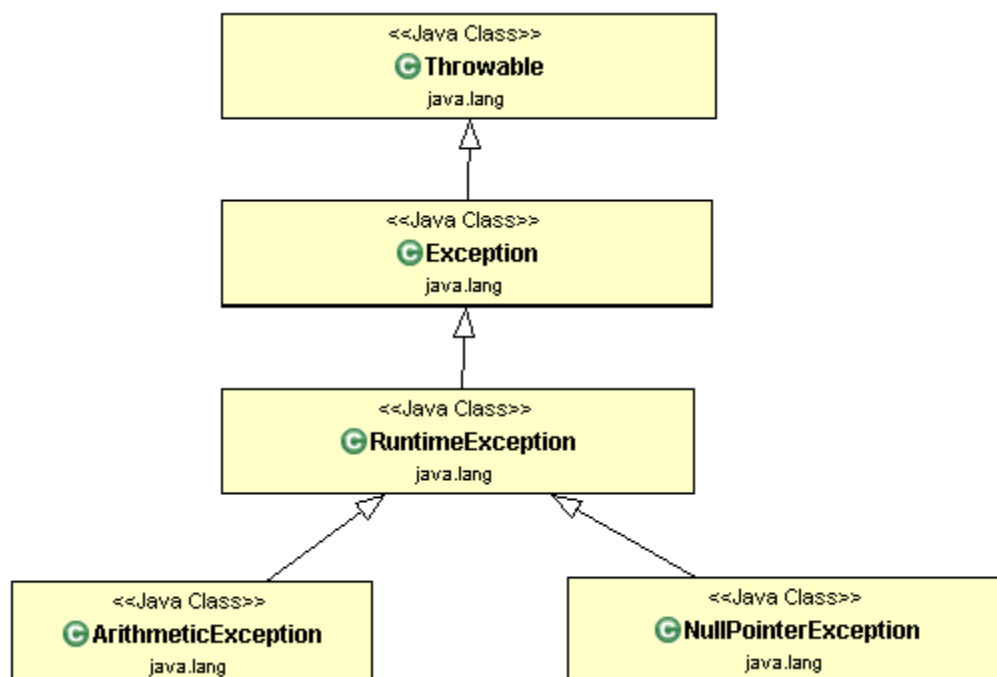 <<Java Class>>
C Throwable
java.lang
<<Java Class>>
C Exception
java.lang
<<Java Class>>
C RuntimeException
java.lang
<<Java Class>>
C ArithmeticException
java.lang
<<Java Class>>
C NullPointerException
java.lang